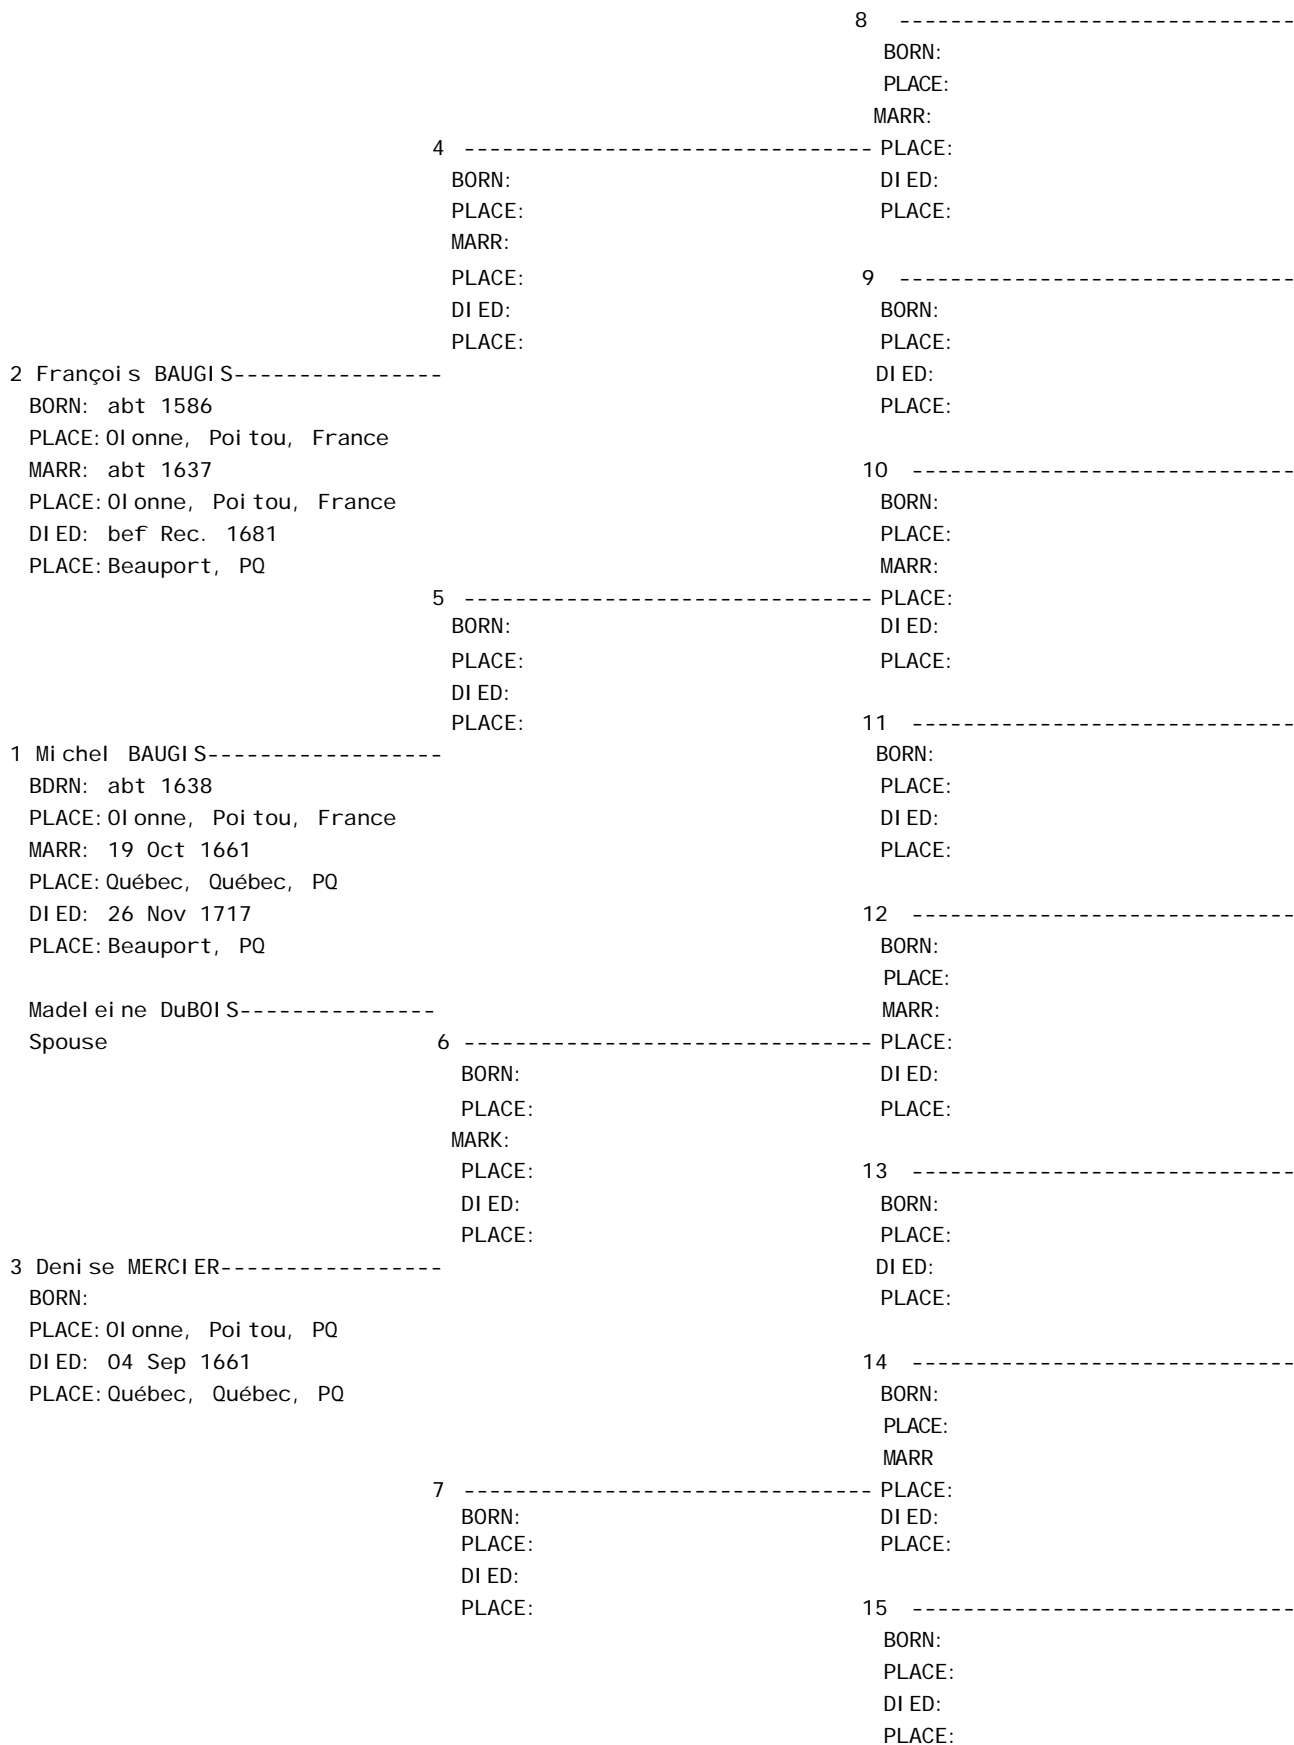 8 -------------------------------
BORN:
PLACE:
MARR:
4 -------------------------------- PLACE:
BORN: DIED:
PLACE: PLACE:
MARR:
PLACE: 9 -------------------------------
DIED: BORN:
PLACE: PLACE:
2 François BAUGIS---------------- DIED:
BORN: abt 1586 PLACE:
PLACE:Olonne, Poitou, France
MARR: abt 1637 10 ------------------------------
PLACE:Olonne, Poitou, France BORN:
DIED: bef Rec. 1681 PLACE:
PLACE:Beauport, PQ MARR:
5 -------------------------------- PLACE:
BORN: DIED:
PLACE: PLACE:
DIED:
PLACE: 11 ------------------------------
1 Michel BAUGIS------------------ BORN:
BDRN: abt 1638 PLACE:
PLACE:Olonne, Poitou, France DIED:
MARR: 19 Oct 1661 PLACE:
PLACE:Québec, Québec, PQ
DIED: 26 Nov 1717 12 ------------------------------
PLACE:Beauport, PQ BORN:
PLACE:
Madeleine DuBOIS--------------- MARR:
Spouse 6 -------------------------------- PLACE:
BORN: DIED:
PLACE: PLACE:
MARK:
PLACE: 13 ------------------------------
DIED: BORN:
PLACE: PLACE:
3 Denise MERCIER----------------- DIED:
BORN: PLACE:
PLACE:Olonne, Poitou, PQ
DIED: 04 Sep 1661 14 ------------------------------
PLACE:Québec, Québec, PQ BORN:
PLACE:
MARR
7 -------------------------------- PLACE:
BORN: DIED:
PLACE: PLACE:
DIED:
PLACE: 15 ------------------------------
BORN:
PLACE:
DIED:
PLACE: